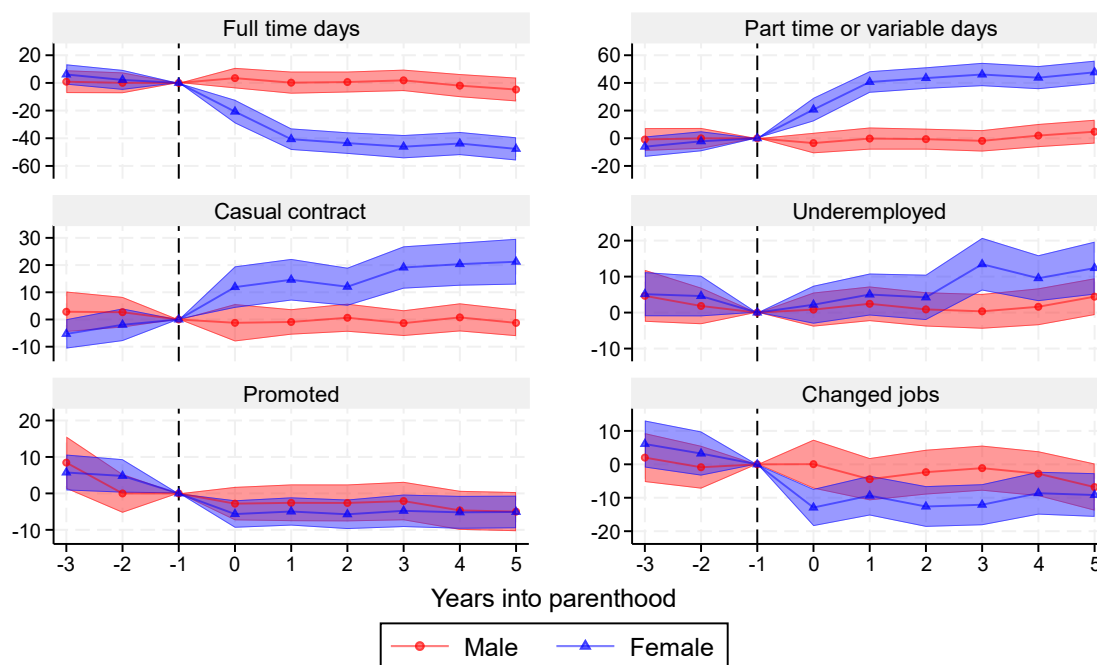 Full time days
20
0
-20
-40
-60
Part time or variable days
60
40
20
0
-20
Casual contract
30
20
10
0
-10
Underemployed
20
10
0
-10
Promoted
20
10
0
-10
-3 -2 -1 0 1 2 3 4 5
Changed jobs
10
0
-10
-20
-3 -2 -1 0 1 2 3 4 5
Years into parenthood
Male Female